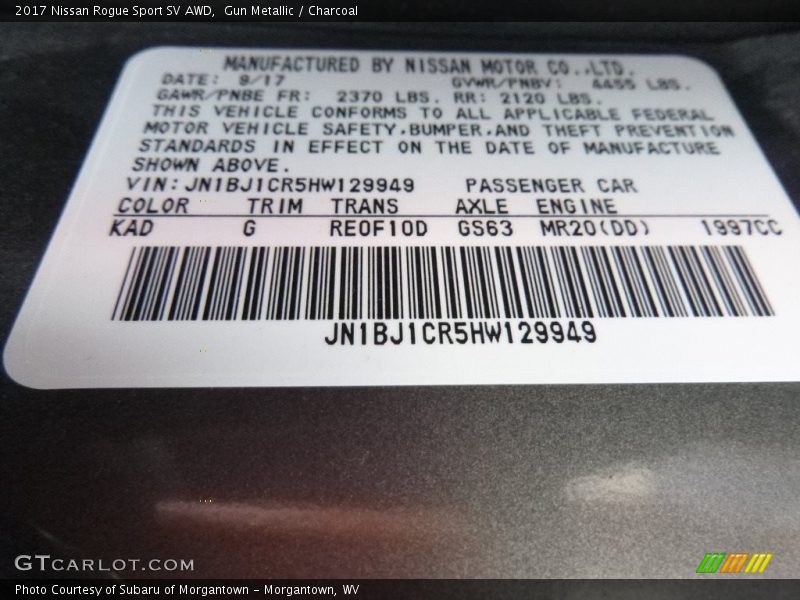 2017 Nissan Rogue Sport SV AWD,  Gun Metallic / Charcoal
MANUFACTURED BY NISSAN MOTOR CO.,LTD.
DATE: 9/17 GVWR/PNBV: 4455 LBS.
GAWR/PNBE FR: 2370 LBS. RR: 2120 LBS.
THIS VEHICLE CONFORMS TO ALL APPLICABLE FEDERAL
MOTOR VEHICLE SAFETY,BUMPER,AND THEFT PREVENTION
STANDARDS IN EFFECT ON THE DATE OF MANUFACTURE
SHOWN ABOVE.
VIN:JN1BJ1CR5HW129949 PASSENGER CAR
COLOR TRIM TRANS AXLE ENGINE
KAD G RE0F10D GS63 MR20(DD) 1997CC
JN1BJ1CR5HW129949
GTCARLOT.COM
Photo Courtesy of Subaru of Morgantown - Morgantown, WV